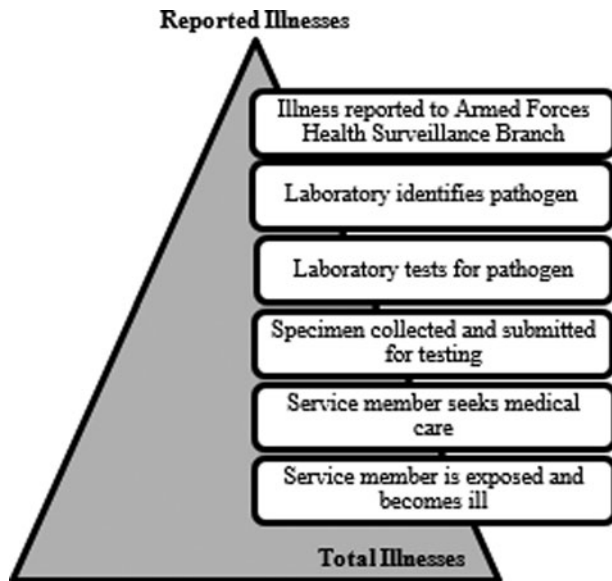 Reported Illnesses
Illness reported to Armed Forces
Health Surveillance Branch
Laboratory identifies pathogen
Laboratory tests for pathogen
Specimen collected and submitted
for testing
Service member seeks medical
care
Service member is exposed and
becomes ill
Total Illnesses